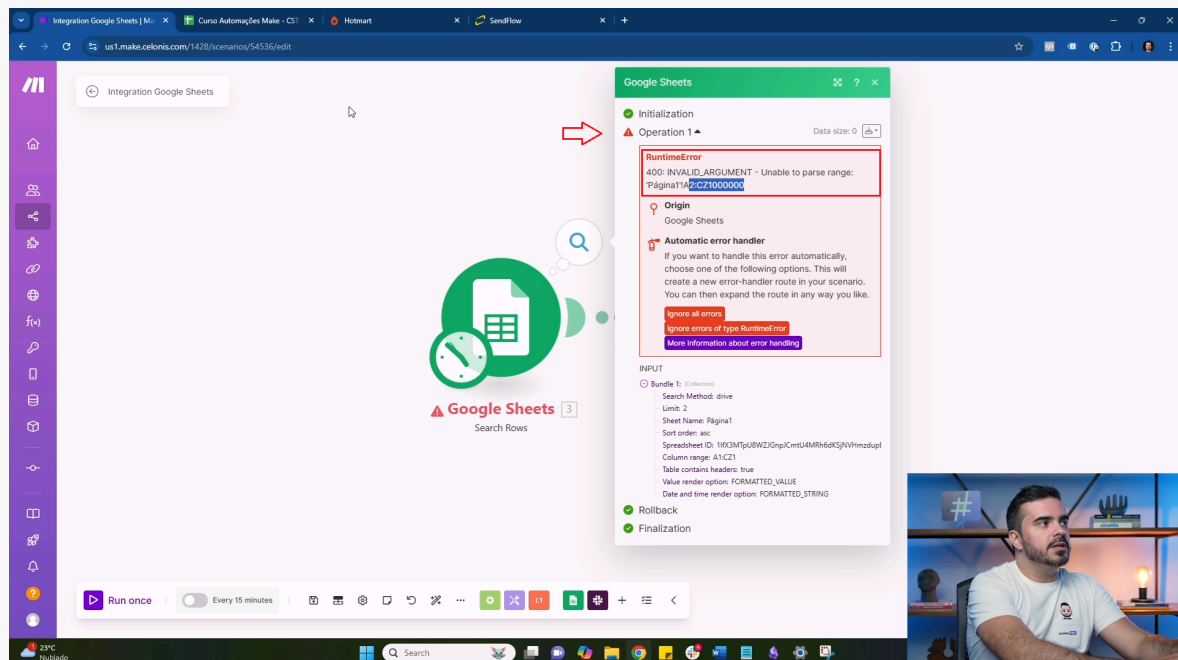 Integration Google Sheets | Ma
Curso Automações Make - CST
Hotmart
SendFlow
us1.make.celonis.com/1428/scenarios/54536/edit
Integration Google Sheets
Google Sheets
Initialization
Operation 1
Data size: 0
RuntimeError
400: INVALID_ARGUMENT - Unable to parse range:
'Página1'!A2:CZ1000000
Origin
Google Sheets
Automatic error handler
If you want to handle this error automatically,
choose one of the following options. This will
create a new error-handler route in your scenario.
You can then expand the route in any way you like.
Ignore all errors
Ignore errors of type RuntimeError
More information about error handling
INPUT
Bundle 1: (Collection)
Search Method: drive
Limit: 2
Sheet Name: Página1
Sort order: asc
Spreadsheet ID:
Column range: A1:CZ1
Table contains headers: true
Value render option: FORMATTED_VALUE
Date and time render option: FORMATTED_STRING
Rollback
Finalization
Google Sheets 3
Search Rows
Run once
Every 15 minutes
23°C
Nublado
Search